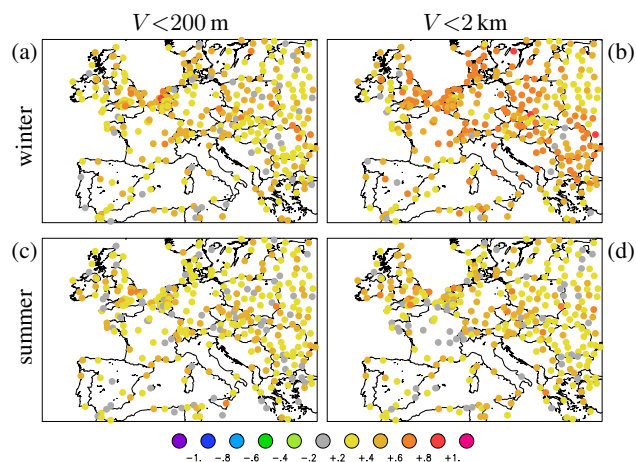 V<200 m V<2 km
(a) (b)
winter
(c) (d)
summer
-1. -.8 -.6 -.4 -.2 +.2 +.4 +.6 +.8 +1.